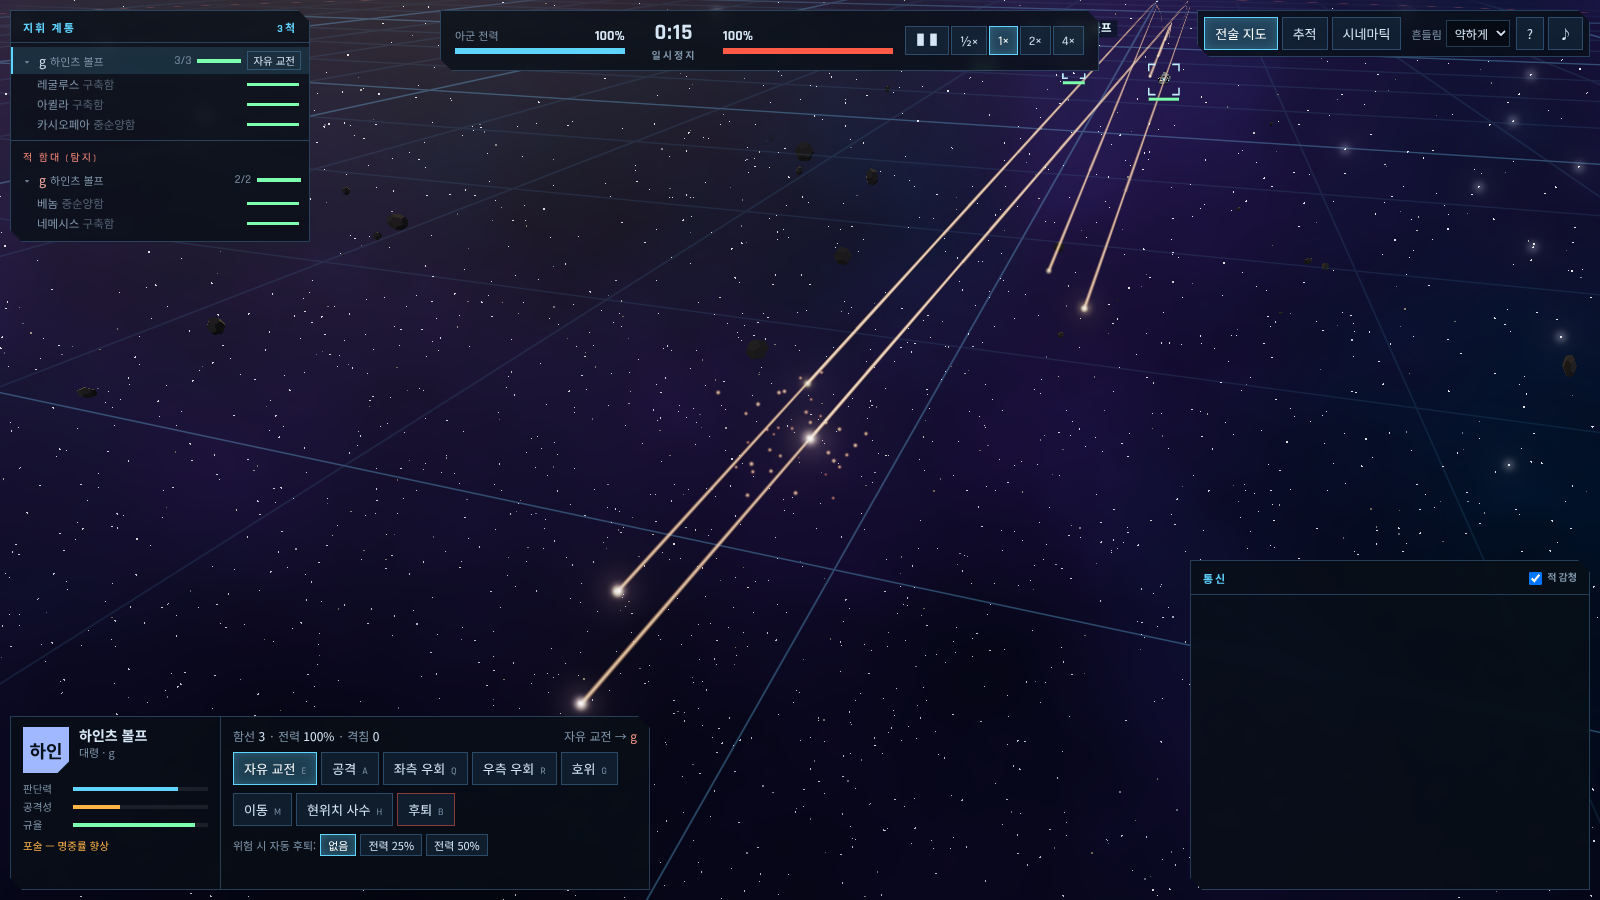 지휘 계통 3척
g 하인츠 볼프 3/3 자유 교전
레굴루스 구축함
아퀼라 구축함
카시오페아 중순양함
적 함대 (탐지)
g 하인츠 볼프 2/2
베놈 중순양함
네메시스 구축함
아군 전력 100%
0:15
일시정지
100%
½× 1× 2× 4×
프
전술 지도 추적 시네마틱 흔들림 약하게 ? ♪
통신 적 감청
하인
하인츠 볼프
대령 · g
판단력
공격성
규율
포술 — 명중률 향상
함선 3 · 전력 100% · 격침 0 자유 교전 → g
자유 교전 E 공격 A 좌측 우회 Q 우측 우회 R 호위 G
이동 M 현위치 사수 H 후퇴 B
위험 시 자동 후퇴: 없음 전력 25% 전력 50%